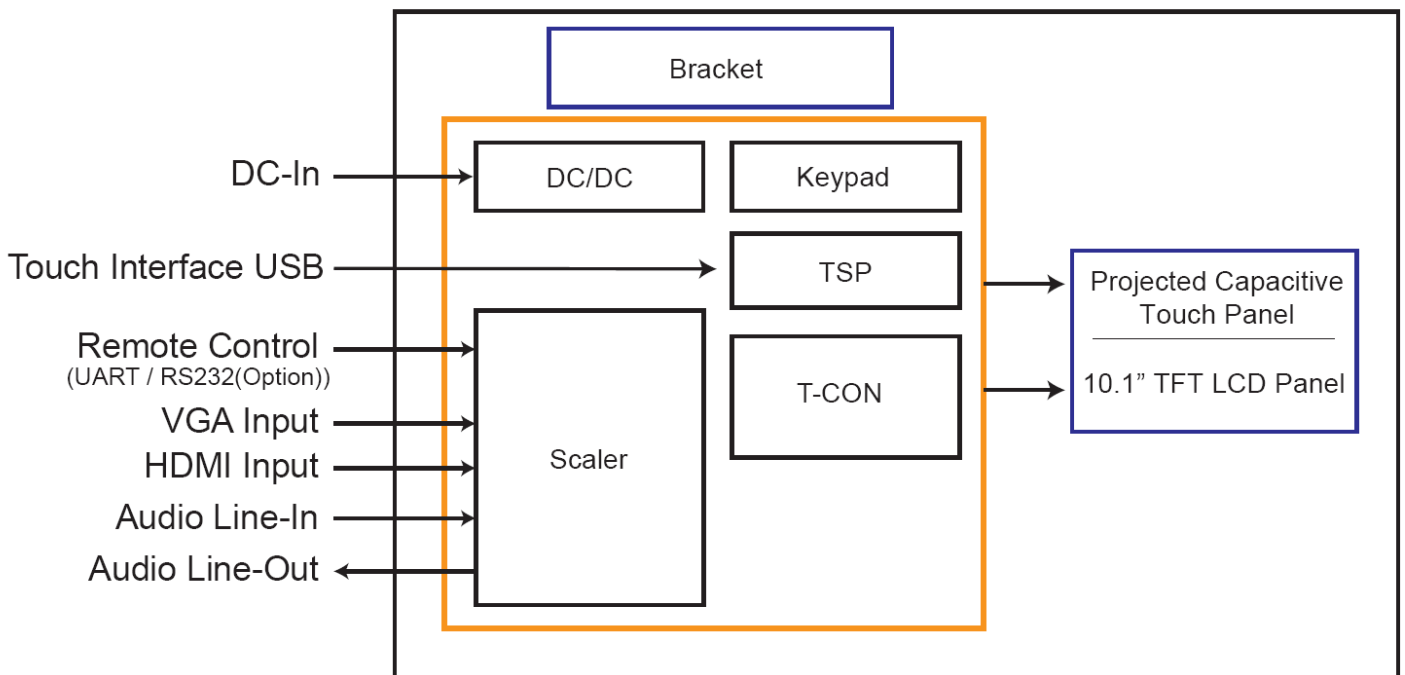 Bracket
DC-In
DC/DC
Keypad
Touch Interface USB
TSP
Projected Capacitive
Touch Panel
10.1” TFT LCD Panel
Remote Control
(UART / RS232(Option))
T-CON
VGA Input
HDMI Input
Scaler
Audio Line-In
Audio Line-Out